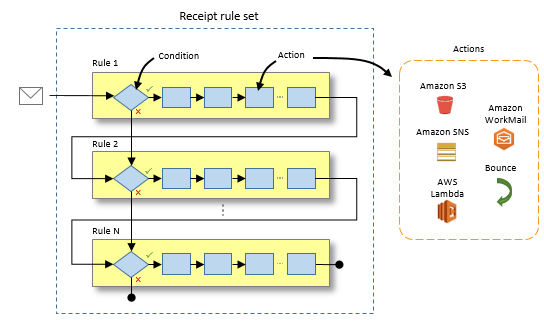 Receipt rule set
Rule 1
Condition
Action
Actions
Amazon S3
Amazon
WorkMail
Amazon SNS
Rule 2
Bounce
AWS
Lambda
Rule N